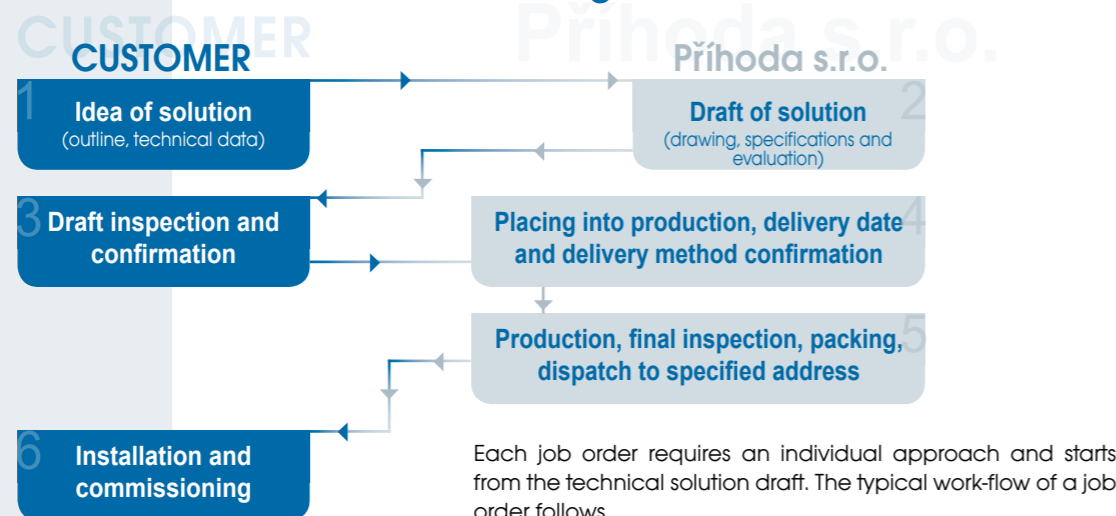 CUSTOMER
Příhoda s.r.o.
CUSTOMER
Příhoda s.r.o.
1
Idea of solution
(outline, technical data)
2
Draft of solution
(drawing, specifications and
evaluation)
3
Draft inspection and
confirmation
4
Placing into production, delivery date
and delivery method confirmation
5
Production, final inspection, packing,
dispatch to specified address
6
Installation and
commissioning
Each job order requires an individual approach and starts
from the technical solution draft. The typical work-flow of a job
order follows